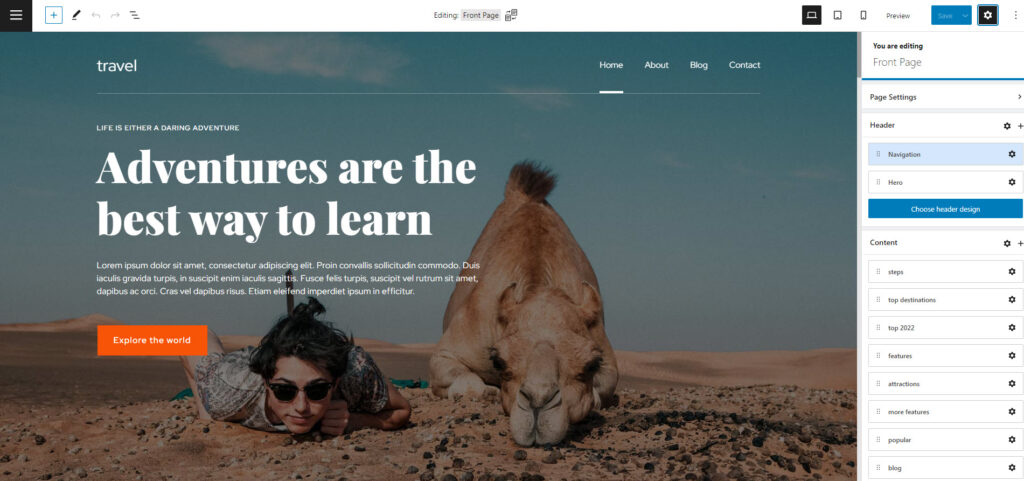 Editing: Front Page
Preview
Save
travel
Home
About
Blog
Contact
LIFE IS EITHER A DARING ADVENTURE
Adventures are the
best way to learn
Lorem ipsum dolor sit amet, consectetur adipiscing elit. Proin convallis sollicitudin commodo. Duis
iaculis gravida turpis, in suscipit enim iaculis sagittis. Fusce felis turpis, suscipit vel rutrum sit amet,
dapibus ac orci. Cras vel dapibus risus. Etiam eleifend imperdiet ipsum in efficitur.
Explore the world
You are editing
Front Page
Page Settings
Header
Navigation
Hero
Choose header design
Content
steps
top destinations
top 2022
features
attractions
more features
popular
blog